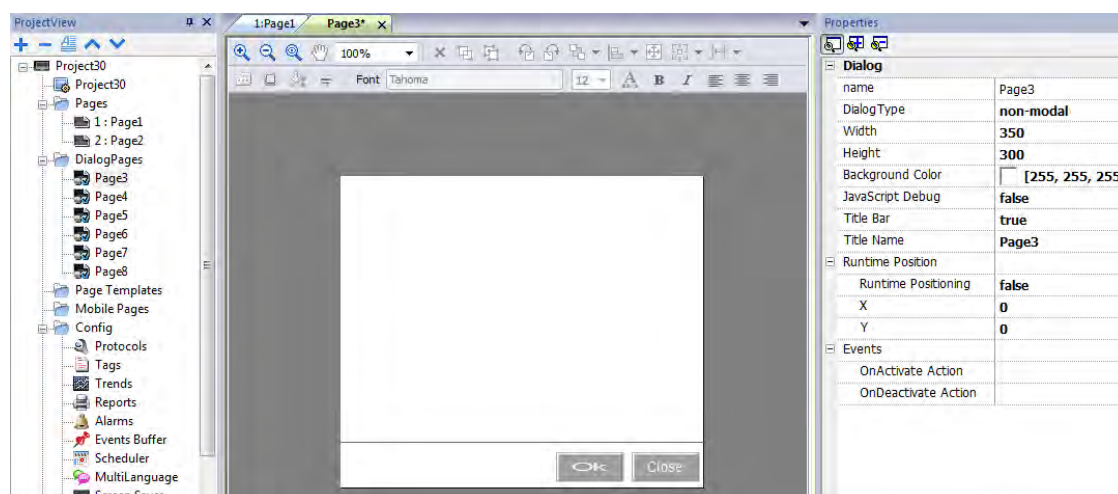 ProjectView
Project30
Project30
Pages
1 : Page1
2 : Page2
DialogPages
Page3
Page4
Page5
Page6
Page7
Page8
Page Templates
Mobile Pages
Config
Protocols
Tags
Trends
Reports
Alarms
Events Buffer
Scheduler
MultiLanguage
1:Page1 Page3* x
100%
Font Tahoma 12 A B I
OK Close
Properties
Dialog
name Page3
DialogType non-modal
Width 350
Height 300
Background Color [255, 255, 255
JavaScript Debug false
Title Bar true
Title Name Page3
Runtime Position
Runtime Positioning false
X 0
Y 0
Events
OnActivate Action
OnDeactivate Action